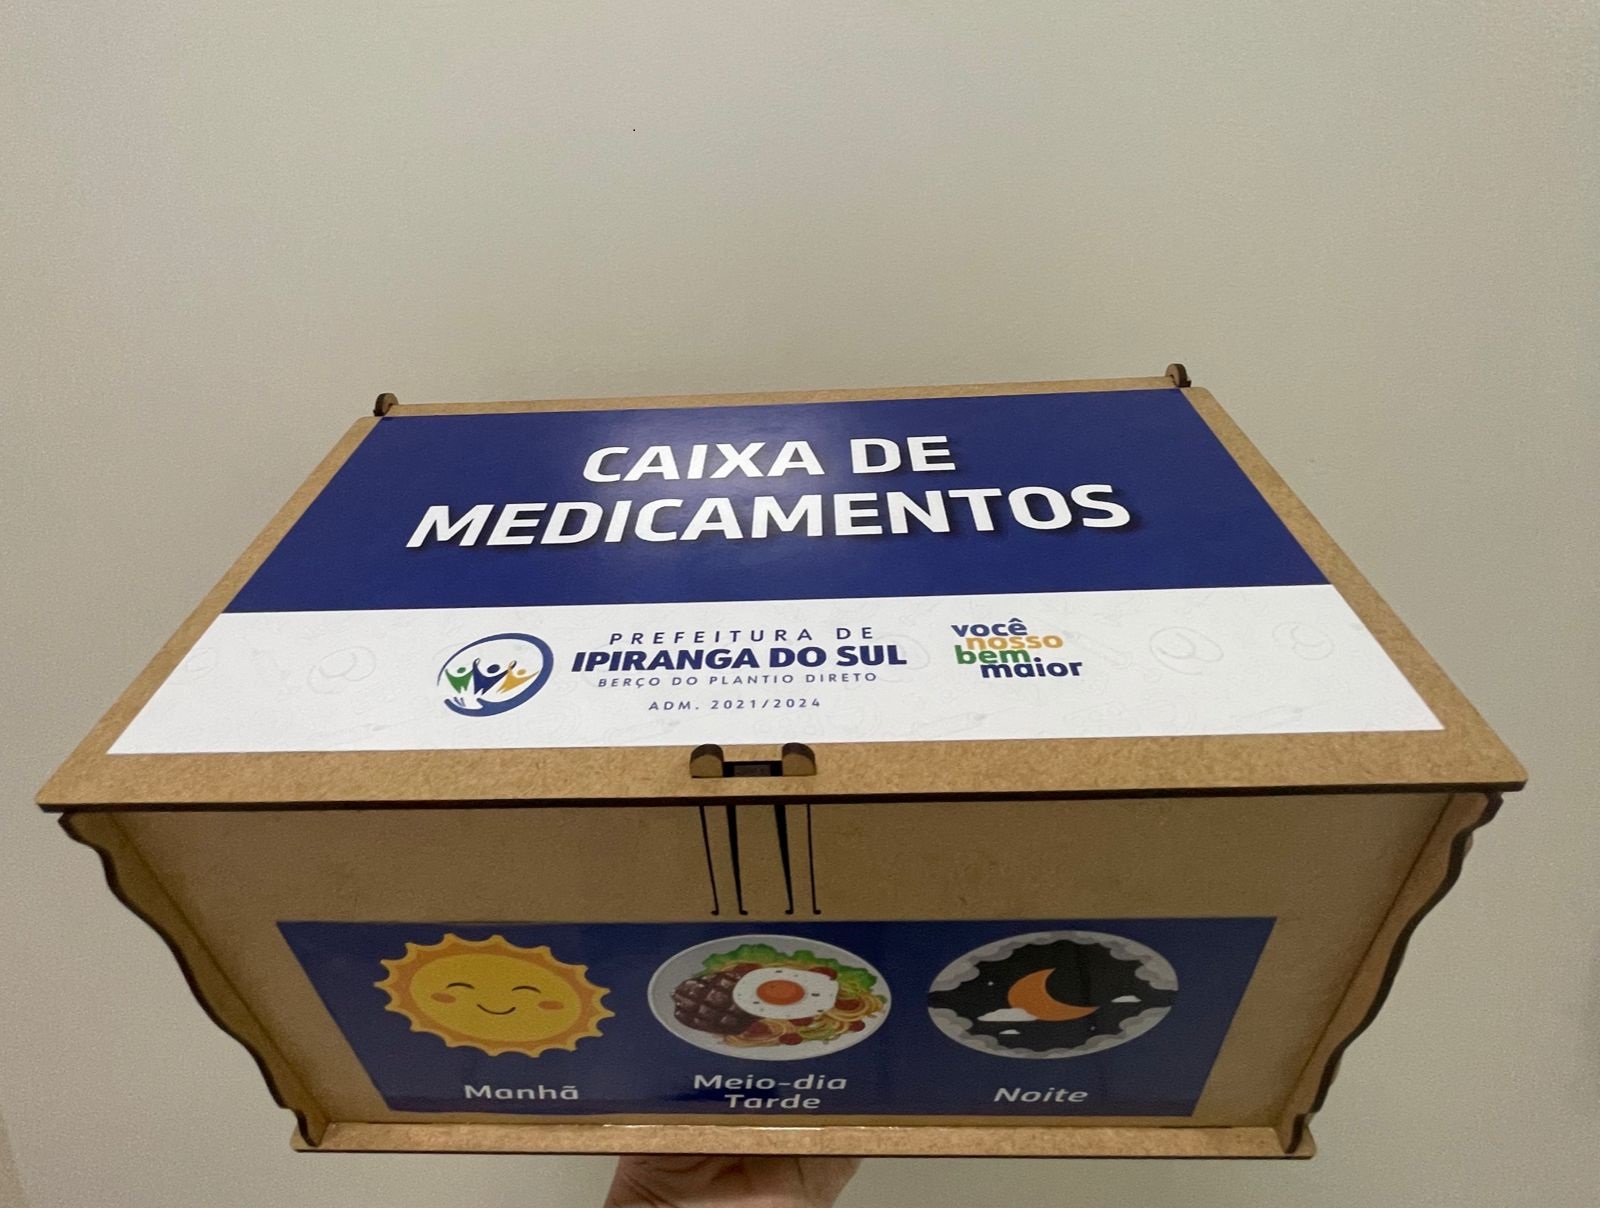 CAIXA DE
MEDICAMENTOS
PREFEITURA DE
IPIRANGA DO SUL
BERÇO DO PLANTIO DIRETO
ADM. 2021/2024
você
nosso
bem
maior
Manhã
Meio-dia
Tarde
Noite